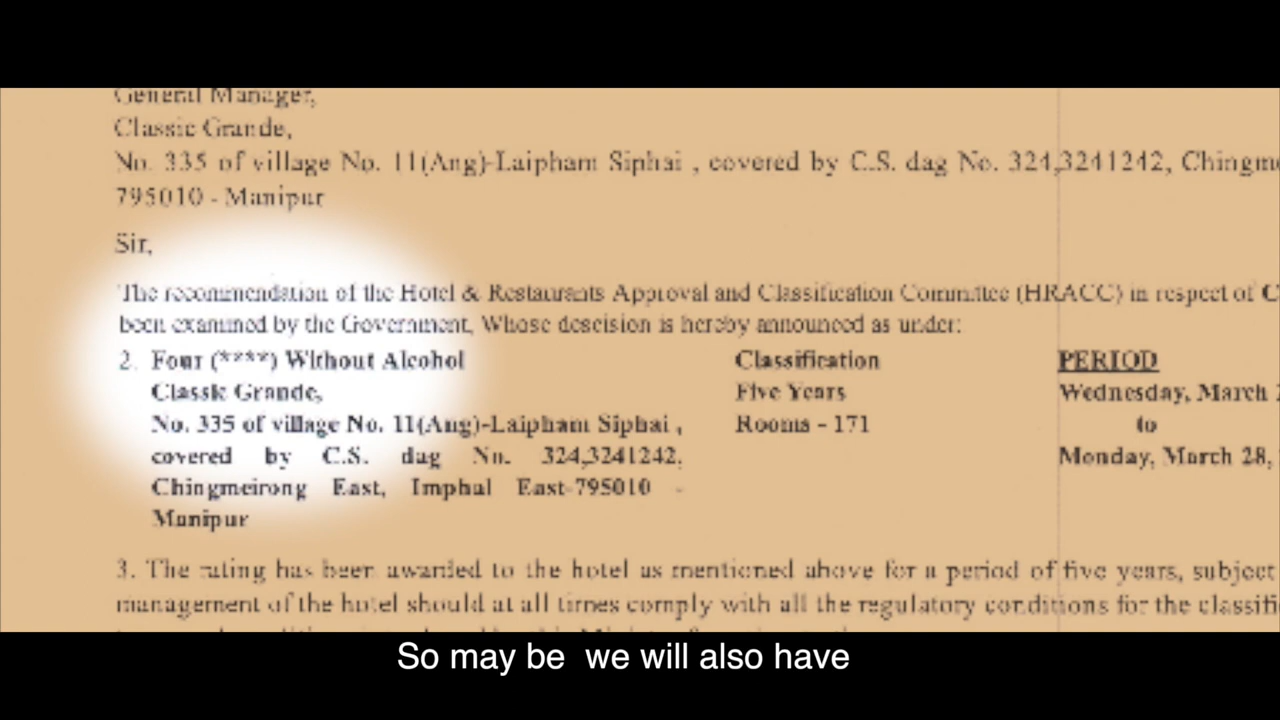 General Manager,
Classic Grande,
No. 335 of village No. 11(Ang)-Laipham Siphai , covered by C.S. dag No. 324,3241242, Chingme
795010 - Manipur
Sir,
The recommendation of the Hotel & Restaurants Approval and Classification Committee (HRACC) in respect of C
been examined by the Government, Whose descision is hereby announced as under:
2. Four (****) Without Alcohol Classification PERIOD
Classic Grande, Five Years Wednesday, March 2
No. 335 of village No. 11(Ang)-Laipham Siphai , Rooms - 171 to
covered by C.S. dag No. 324,3241242, Monday, March 28,
Chingmeirong East, Imphal East-795010 -
Manipur
3. The rating has been awarded to the hotel as mentioned above for a period of five years, subject
management of the hotel should at all times comply with all the regulatory conditions for the classifi
So may be  we will also have